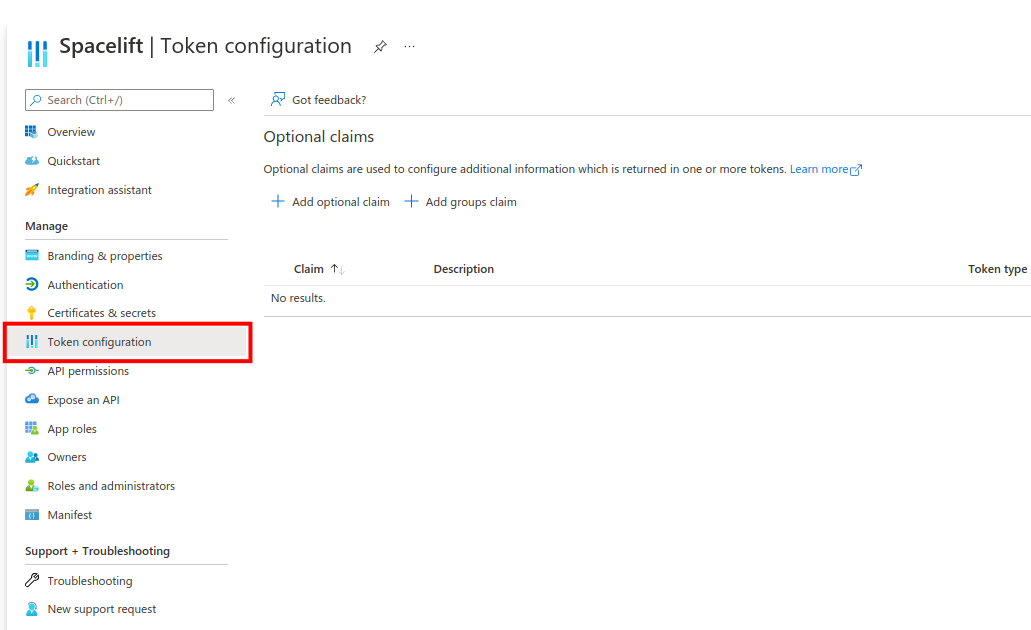 Spacelift | Token configuration
Search (Ctrl+/)
«
Overview
Quickstart
Integration assistant
Manage
Branding & properties
Authentication
Certificates & secrets
Token configuration
API permissions
Expose an API
App roles
Owners
Roles and administrators
Manifest
Support + Troubleshooting
Troubleshooting
New support request
Got feedback?
Optional claims
Optional claims are used to configure additional information which is returned in one or more tokens. Learn more
Add optional claim Add groups claim
Claim ↑↓ Description Token type
No results.